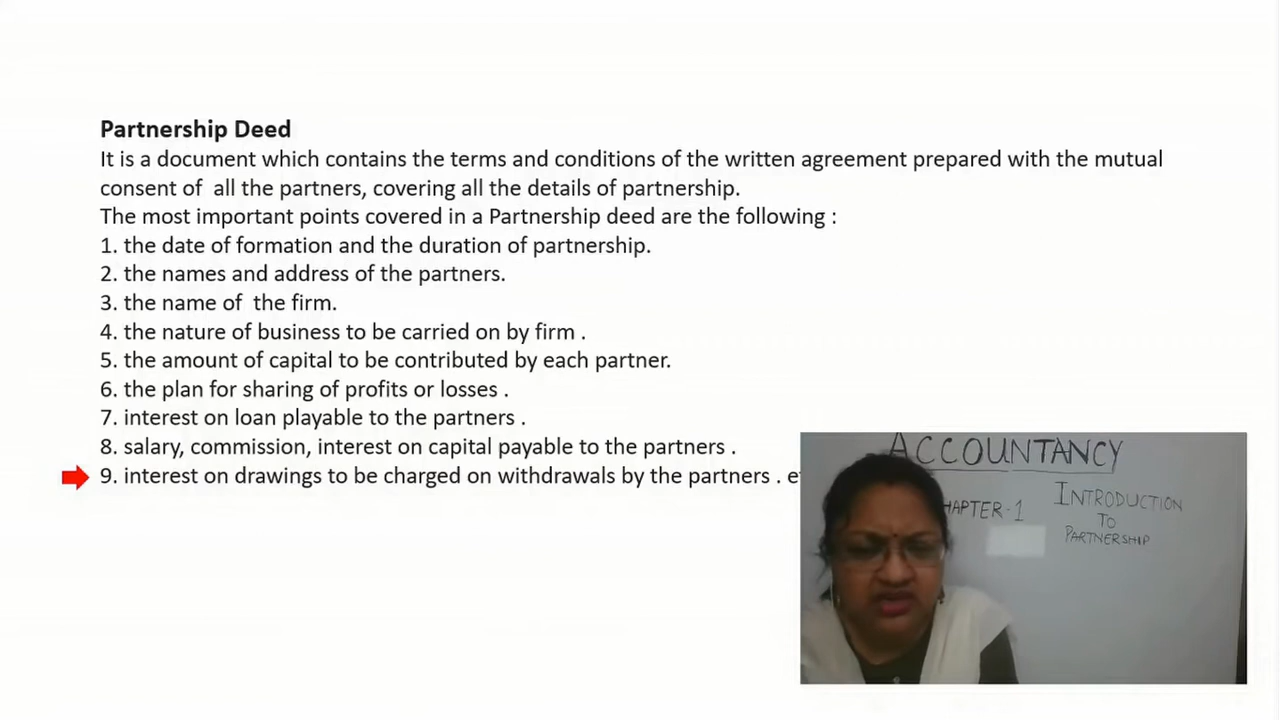 Partnership Deed
It is a document which contains the terms and conditions of the written agreement prepared with the mutual
consent of all the partners, covering all the details of partnership.
The most important points covered in a Partnership deed are the following :
1. the date of formation and the duration of partnership.
2. the names and address of the partners.
3. the name of the firm.
4. the nature of business to be carried on by firm .
5. the amount of capital to be contributed by each partner.
6. the plan for sharing of profits or losses .
7. interest on loan playable to the partners .
8. salary, commission, interest on capital payable to the partners .
9. interest on drawings to be charged on withdrawals by the partners .
ACCOUNTANCY
HAPTER-1
INTRODUCTION
TO
PARTNERSHIP